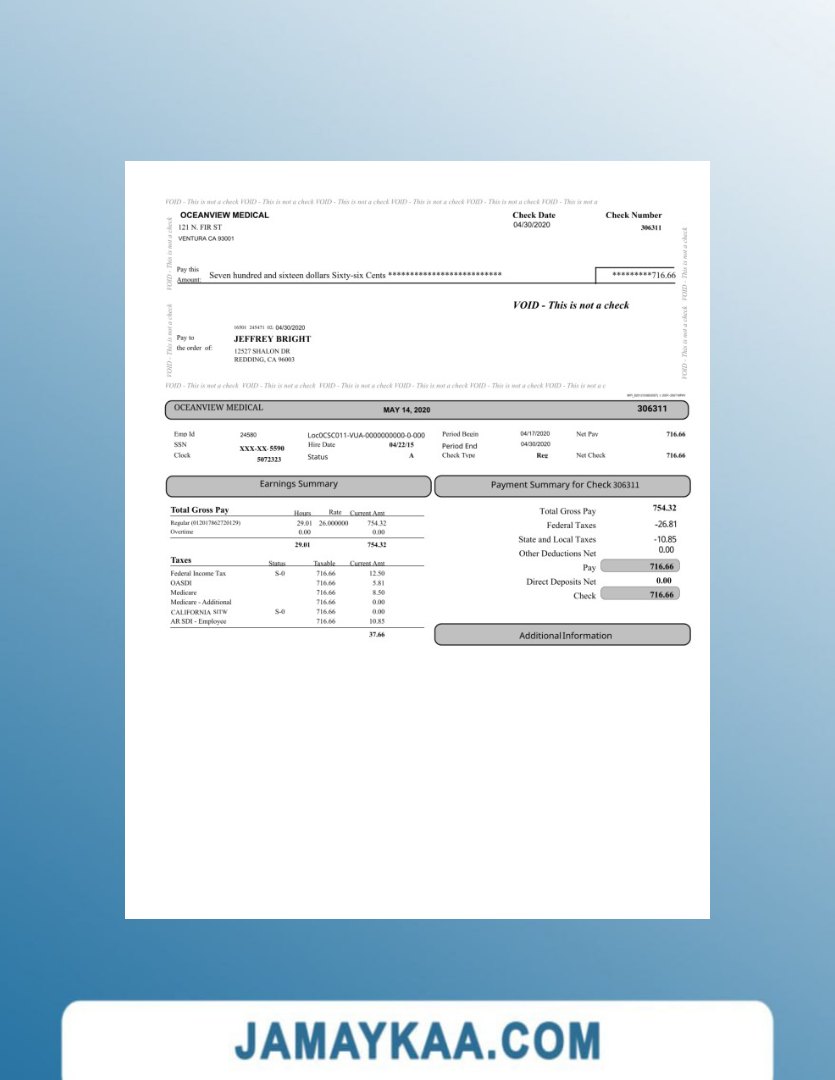 VOID - This is not a check VOID - This is not a check VOID - This is not a check VOID - This is not a check VOID - This is not a check VOID - This is not a
OCEANVIEW MEDICAL Check Date Check Number
121 N. FIR ST 04/30/2020 306311
VENTURA CA 93001
VOID - This is not a check
VOID - This is not a check
Pay this
Amount: Seven hundred and sixteen dollars Sixty-six Cents ************************** *********716.66
VOID - This is not a check
04/30/2020
Pay to JEFFREY BRIGHT
the order of: 12527 SHALON DR
REDDING, CA 96003
VOID - This is not a check
VOID - This is not a check
VOID - This is not a check VOID - This is not a check VOID - This is not a check VOID - This is not a check VOID - This is not a check VOID - This is not a c
OCEANVIEW MEDICAL MAY 14, 2020 306311
Emp Id 24580 Loc0CSC011-VUA-0000000000-0-000 Period Begin 04/17/2020 Net Pay 716.66
SSN XXX-XX-5590 Hire Date 04/22/15 Period End 04/30/2020
Clock 5072323 Status A Check Type Reg Net Check 716.66
Earnings Summary Payment Summary for Check 306311
Total Gross Pay Hours Rate Current Amt
Regular (012017862720129) 29.01 26.000000 754.32
Overtime 0.00 0.00
29.01 754.32
Taxes Status Taxable Current Amt
Federal Income Tax S-0 716.66 12.50
OASDI 716.66 5.81
Medicare 716.66 8.50
Medicare - Additional 716.66 0.00
CALIFORNIA SITW S-0 716.66 0.00
AR SDI - Employee 716.66 10.85
37.66
Total Gross Pay 754.32
Federal Taxes -26.81
State and Local Taxes -10.85
Other Deductions Net 0.00
Pay 716.66
Direct Deposits Net 0.00
Check 716.66
Additional Information
JAMAYKAA.COM